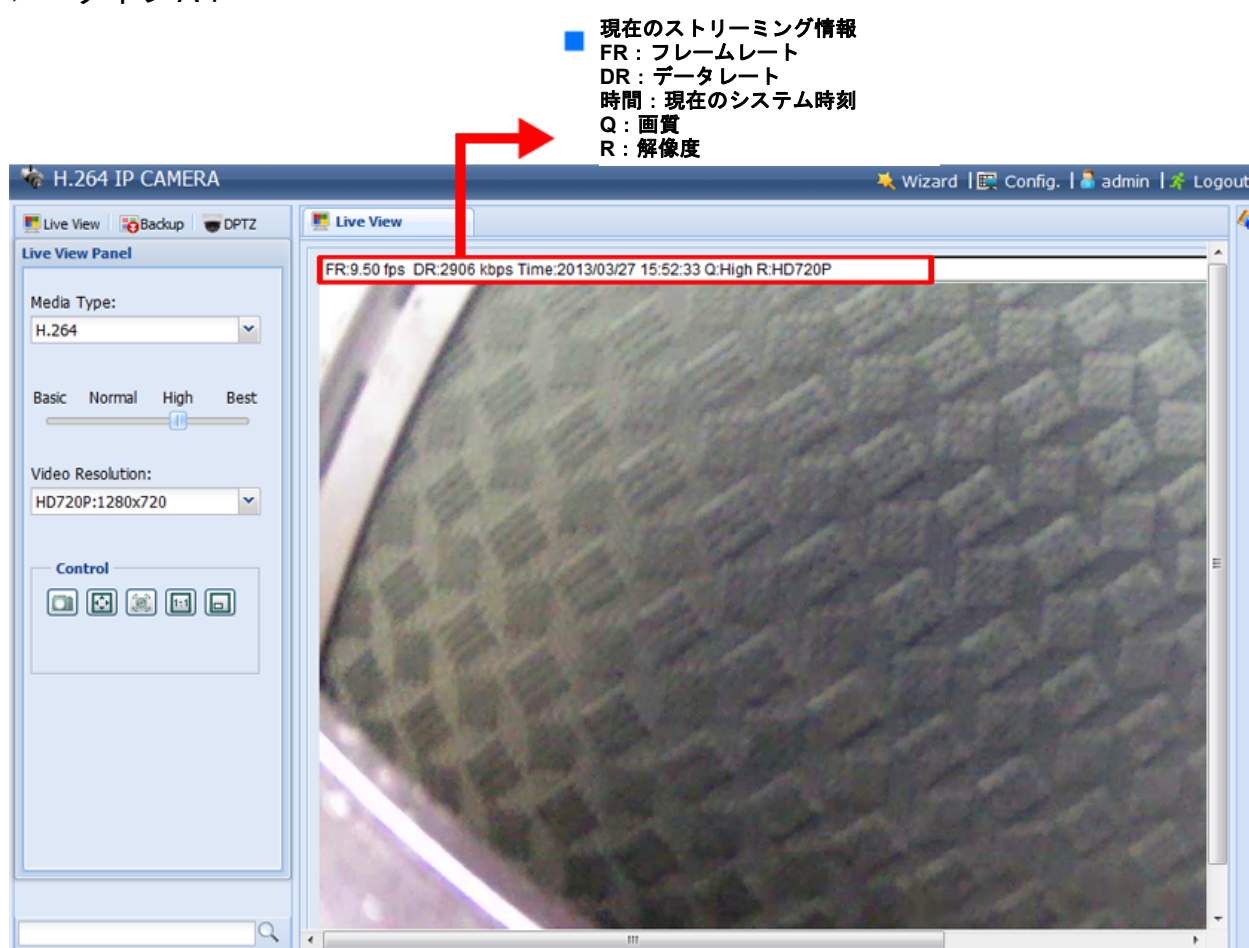 現在のストリーミング情報
FR：フレームレート
DR：データレート
時間：現在のシステム時刻
Q：画質
R：解像度
H.264 IP CAMERA
Wizard | Config. | admin | Logout
Live View Backup DPTZ
Live View
Live View Panel
FR:9.50 fps DR:2906 kbps Time:2013/03/27 15:52:33 Q:High R:HD720P
Media Type:
H.264
Basic Normal High Best
Video Resolution:
HD720P:1280x720
Control
1:1